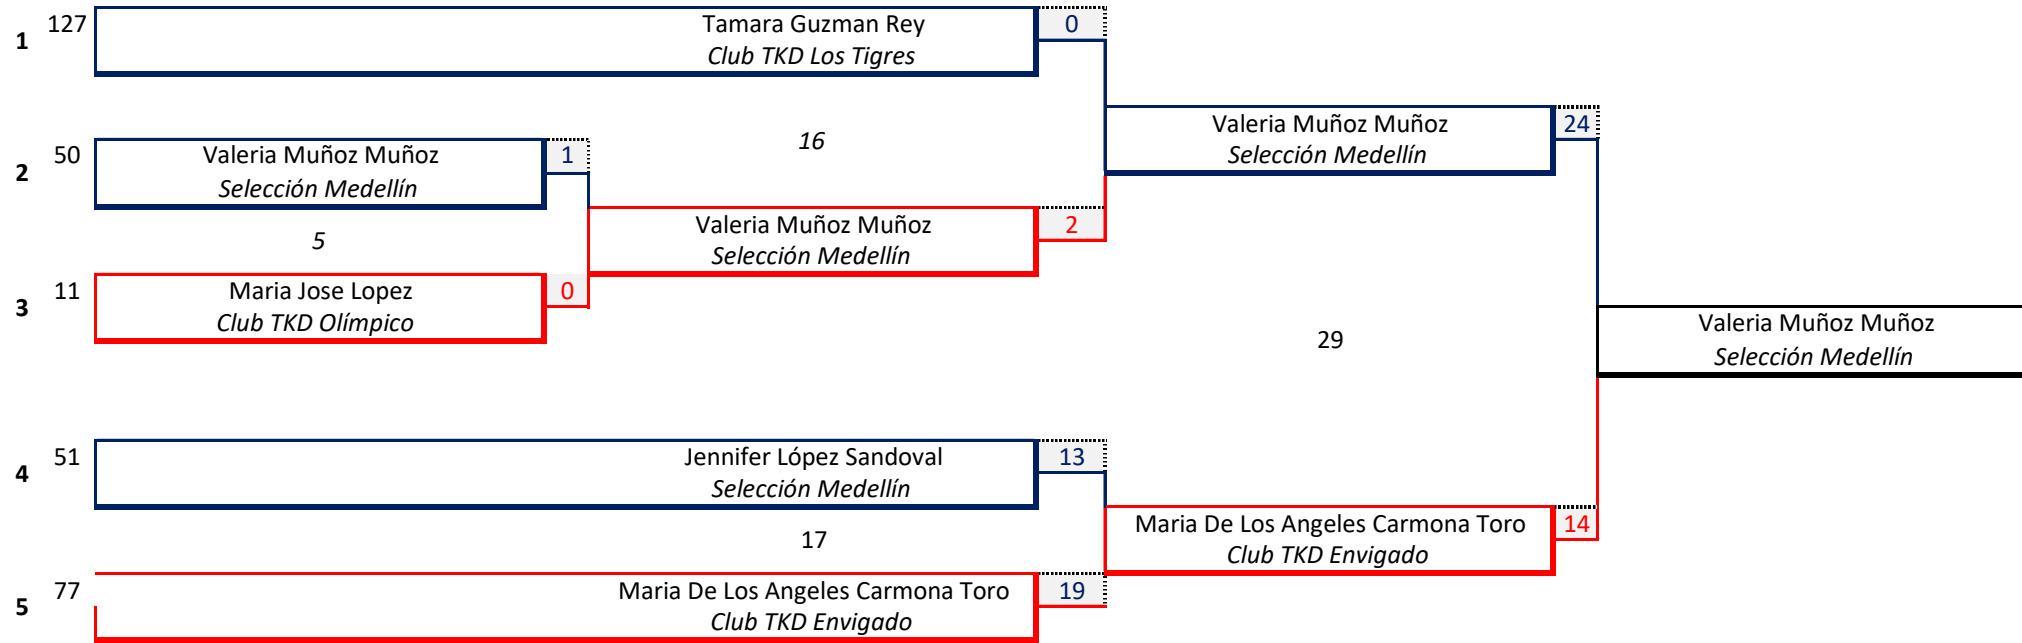 127 Tamara Guzman Rey 0
1
Club TKD Los Tigres
Valeria Muñoz Muñoz 24
16
50 Valeria Muñoz Muñoz 1
Selección Medellín
2
Selección Medellín
Valeria Muñoz Muñoz 2
5
Selección Medellín
11 Maria Jose Lopez 0
3
Club TKD Olímpico
Valeria Muñoz Muñoz
29
Selección Medellín
51 Jennifer López Sandoval 13
4
Selección Medellín
Maria De Los Angeles Carmona Toro 14
17
Club TKD Envigado
77 Maria De Los Angeles Carmona Toro 19
5
Club TKD Envigado